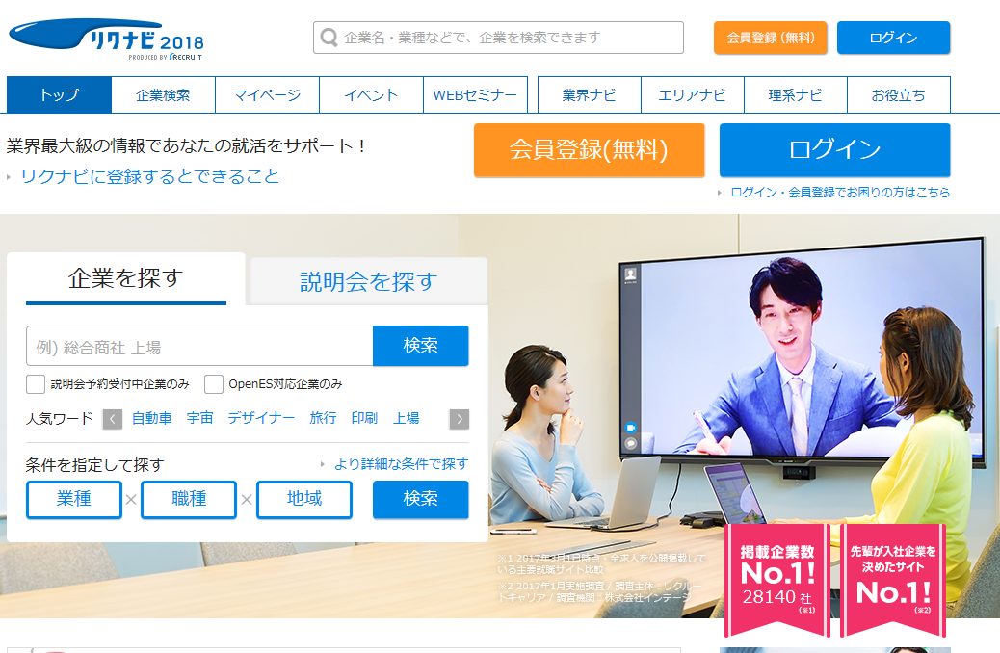 リクナビ2018
PRODUCED BY RECRUIT
企業名・業種などで、企業を検索できます
会員登録 (無料)
ログイン
トップ
企業検索
マイページ
イベント
WEBセミナー
業界ナビ
エリアナビ
理系ナビ
お役立ち
業界最大級の情報であなたの就活をサポート！
リクナビに登録するとできること
会員登録(無料)
ログイン
ログイン・会員登録でお困りの方はこちら
企業を探す
説明会を探す
例) 総合商社 上場
検索
説明会予約受付中企業のみ
OpenES対応企業のみ
人気ワード
自動車 宇宙 デザイナー 旅行 印刷 上場
条件を指定して探す
より詳細な条件で探す
業種 × 職種 × 地域
検索
※1 2017年3月1日時点・全求人を公開掲載して
いる主要就職サイト比較
※2 2017年1月実施調査 / 調査主体：リクルー
トキャリア / 調査機関：株式会社インテージ
掲載企業数
No.1!
28140 社
(※1)
先輩が入社企業を
決めたサイト
No.1!
(※2)